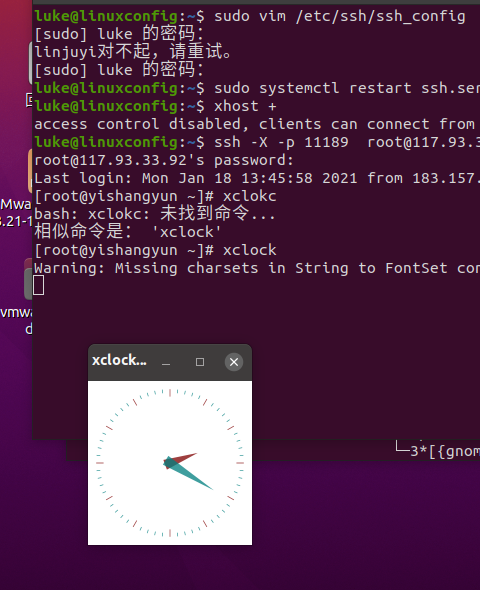 luke@linuxconfig:~$ sudo vim /etc/ssh/ssh_config
[sudo] luke 的密码：
linjuyi对不起，请重试。
[sudo] luke 的密码：
luke@linuxconfig:~$ sudo systemctl restart ssh.ser
luke@linuxconfig:~$ xhost +
access control disabled, clients can connect from
luke@linuxconfig:~$ ssh -X -p 11189  root@117.93.3
root@117.93.33.92's password:
Last login: Mon Jan 18 13:45:58 2021 from 183.157.
[root@yishangyun ~]# xclokc
bash: xclokc: 未找到命令...
相似命令是： 'xclock'
[root@yishangyun ~]# xclock
Warning: Missing charsets in String to FontSet con
MWa
3.21-1
vmwa
d
xclock...
└─3*[{gnom